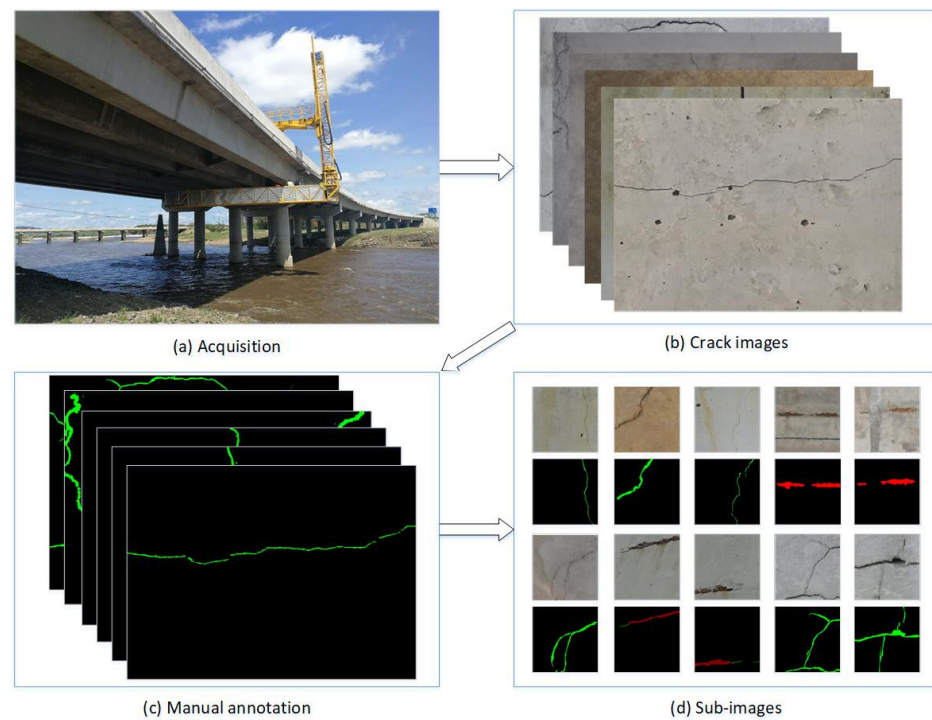 (a) Acquisition
(b) Crack images
(c) Manual annotation
(d) Sub-images